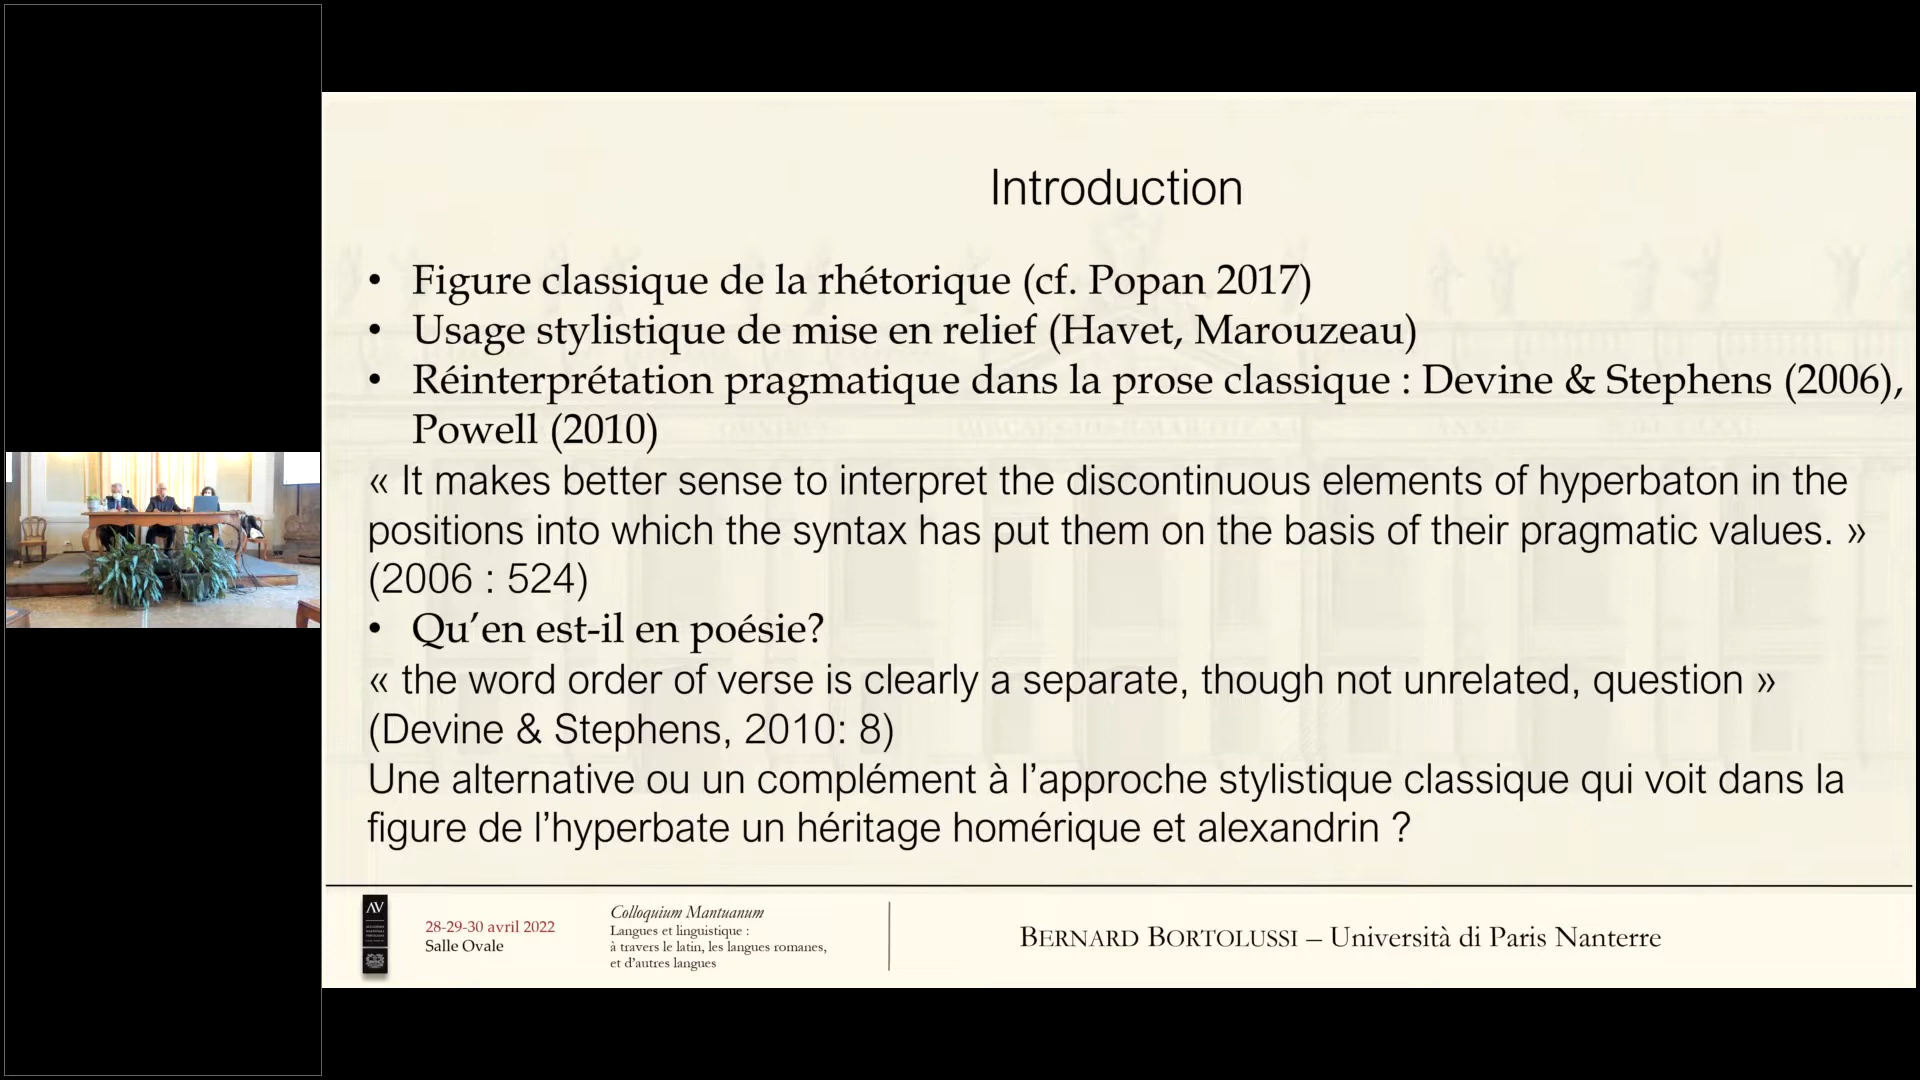 Introduction
• Figure classique de la rhétorique (cf. Popan 2017)
• Usage stylistique de mise en relief (Havet, Marouzeau)
• Réinterprétation pragmatique dans la prose classique : Devine & Stephens (2006),
Powell (2010)
« It makes better sense to interpret the discontinuous elements of hyperbaton in the
positions into which the syntax has put them on the basis of their pragmatic values. »
(2006 : 524)
• Qu’en est-il en poésie?
« the word order of verse is clearly a separate, though not unrelated, question »
(Devine & Stephens, 2010: 8)
Une alternative ou un complément à l’approche stylistique classique qui voit dans la
figure de l’hyperbate un héritage homérique et alexandrin ?
AV
28-29-30 avril 2022
Salle Ovale
Colloquium Mantuanum
Langues et linguistique :
à travers le latin, les langues romanes,
et d’autres langues
BERNARD BORTOLUSSI – Università di Paris Nanterre